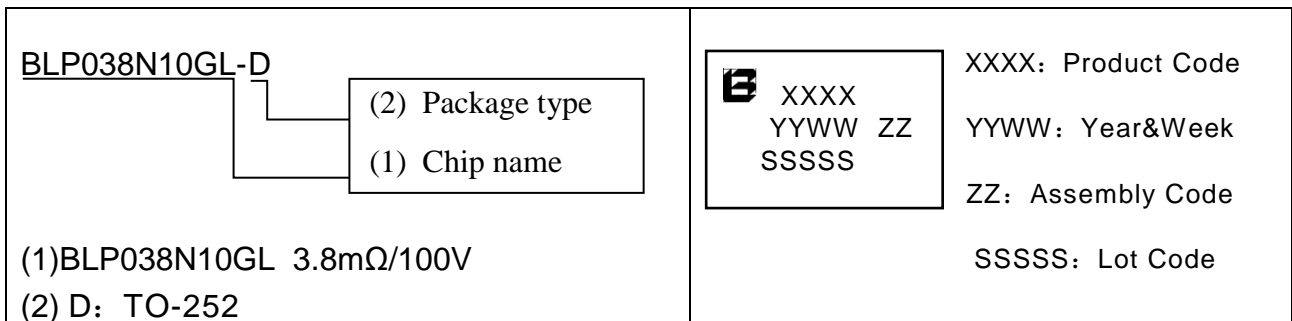 BLP038N10GL-D
(2) Package type
(1) Chip name
(1)BLP038N10GL 3.8mΩ/100V
(2) D：TO-252
XXXX
YYWW ZZ
SSSSS
XXXX：Product Code
YYWW：Year&Week
ZZ：Assembly Code
SSSSS：Lot Code